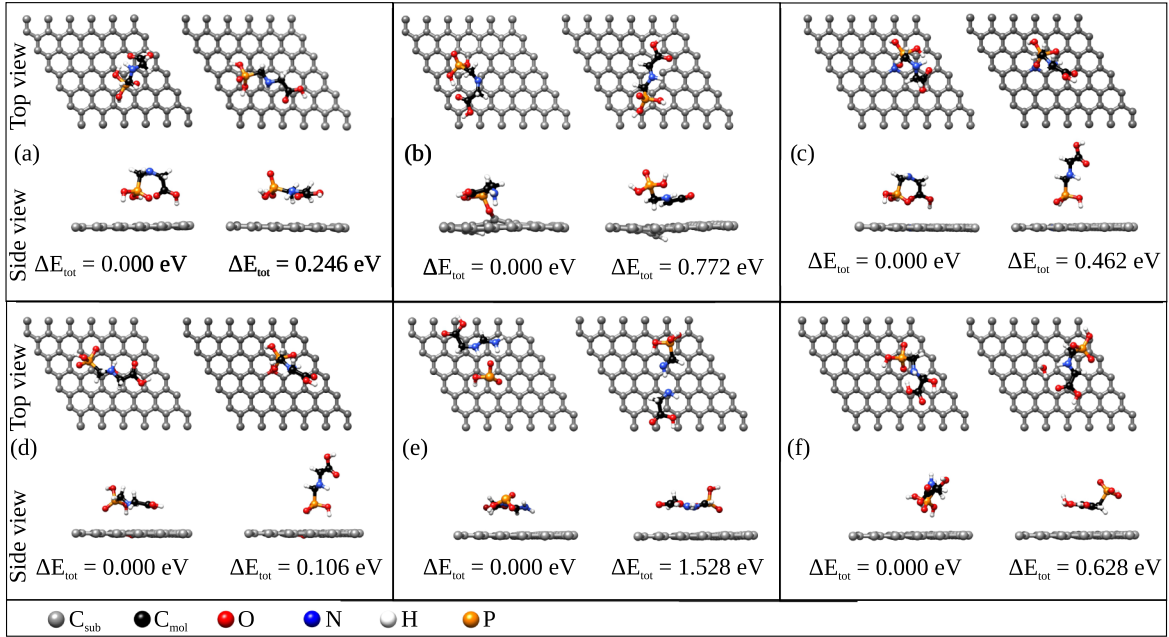 Top view
(a)
Side view
ΔE_tot = 0.000 eV
ΔE_tot = 0.246 eV
(b)
ΔE_tot = 0.000 eV
ΔE_tot = 0.772 eV
(c)
ΔE_tot = 0.000 eV
ΔE_tot = 0.462 eV
Top view
(d)
Side view
ΔE_tot = 0.000 eV
ΔE_tot = 0.106 eV
(e)
ΔE_tot = 0.000 eV
ΔE_tot = 1.528 eV
(f)
ΔE_tot = 0.000 eV
ΔE_tot = 0.628 eV
C_sub C_mol O N H P